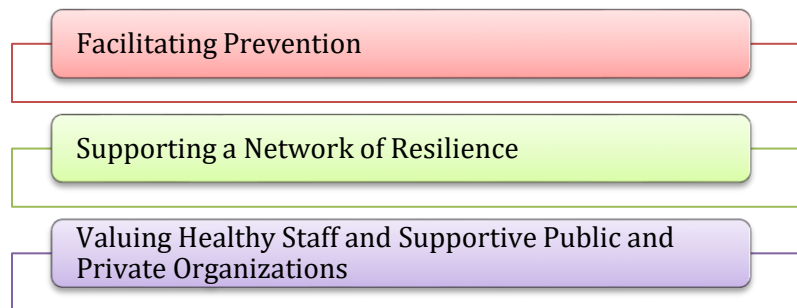 Facilitating Prevention
Supporting a Network of Resilience
Valuing Healthy Staff and Supportive Public and
Private Organizations